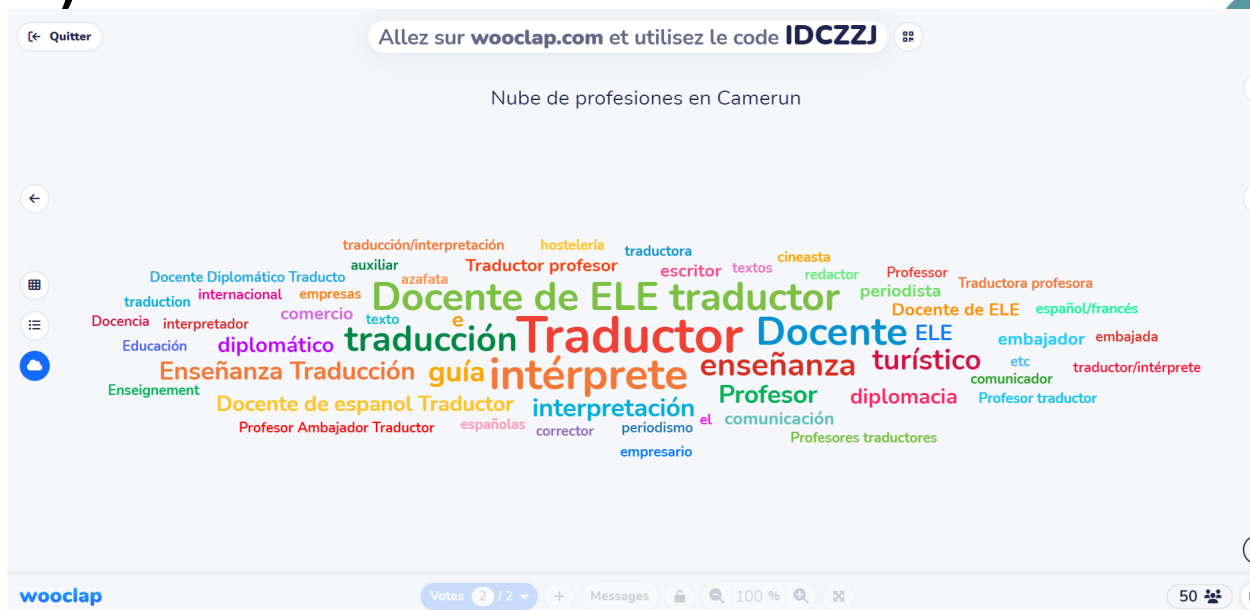 Quitter
Allez sur wooclap.com et utilisez le code IDCZZJ
Nube de profesiones en Camerun
traducción/interpretación hostelería traductora
cineasta
auxiliar Traductor profesor escritor textos redactor Professor
Docente Diplomático Traducto azafata Traductora profesora
traduction internacional empresas Docente de ELE traductor periodista
comercio texto e Docente de ELE español/francés
Docencia interpretador traducción Traductor Docente ELE embajador embajada
Educación diplomático enseñanza turístico etc traductor/intérprete
Enseñanza Traducción guía intérprete comunicador
Enseignement Profesor diplomacia Profesor traductor
Docente de espanol Traductor interpretación el comunicación
Profesor Ambajador Traductor españolas corrector periodismo Profesores traductores
empresario
wooclap Votes 2 / 2 + Messages 100 % 50